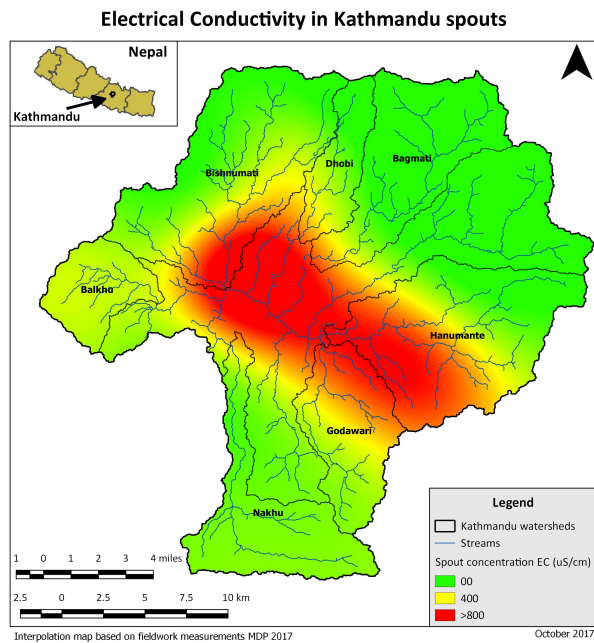 Electrical Conductivity in Kathmandu spouts
Nepal
Kathmandu
Bishnumati
Dhobi
Bagmati
Balkhu
Hanumante
Godawari
Nakhu
Legend
Kathmandu watersheds
Streams
Spout concentration EC (uS/cm)
00
400
>800
1 0 1 2 3 4 miles
2.5 0 2.5 5 7.5 10 km
Interpolation map based on fieldwork measurements MDP 2017
October 2017